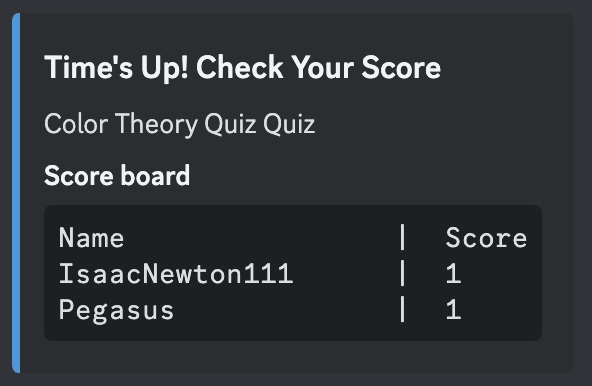 Time's Up! Check Your Score
Color Theory Quiz Quiz
Score board
Name | Score
IsaacNewton111 | 1
Pegasus | 1